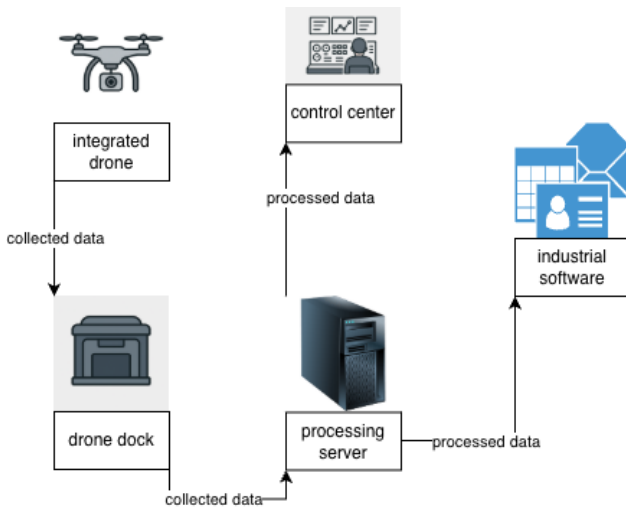 control center
integrated
drone
processed data
collected data
industrial
software
drone dock
processing
server
processed data
collected data